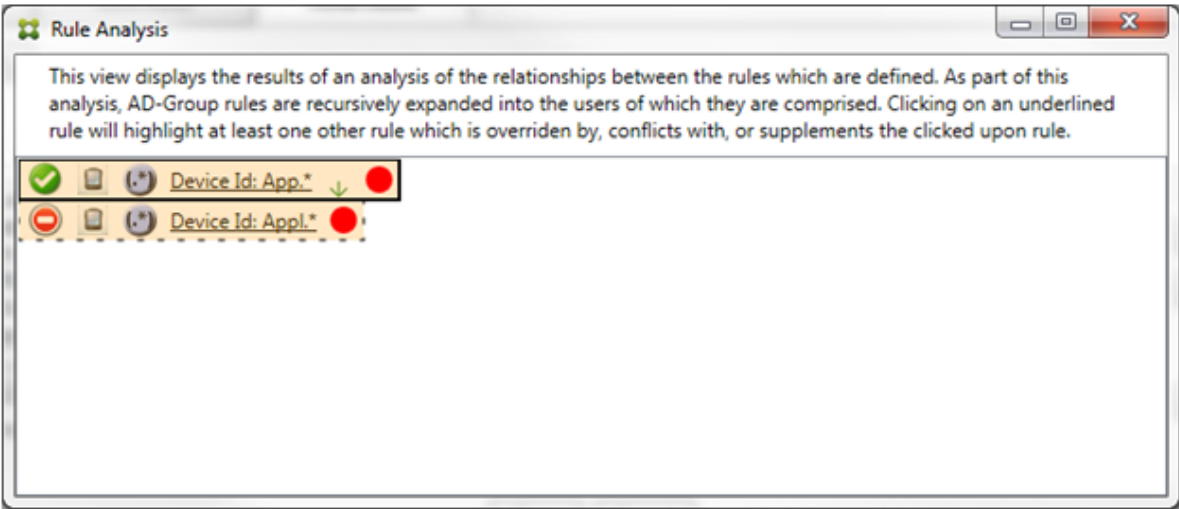 Rule Analysis
This view displays the results of an analysis of the relationships between the rules which are defined. As part of this
analysis, AD-Group rules are recursively expanded into the users of which they are comprised. Clicking on an underlined
rule will highlight at least one other rule which is overriden by, conflicts with, or supplements the clicked upon rule.
(.*) Device Id: App.*
(.*) Device Id: Appl.*